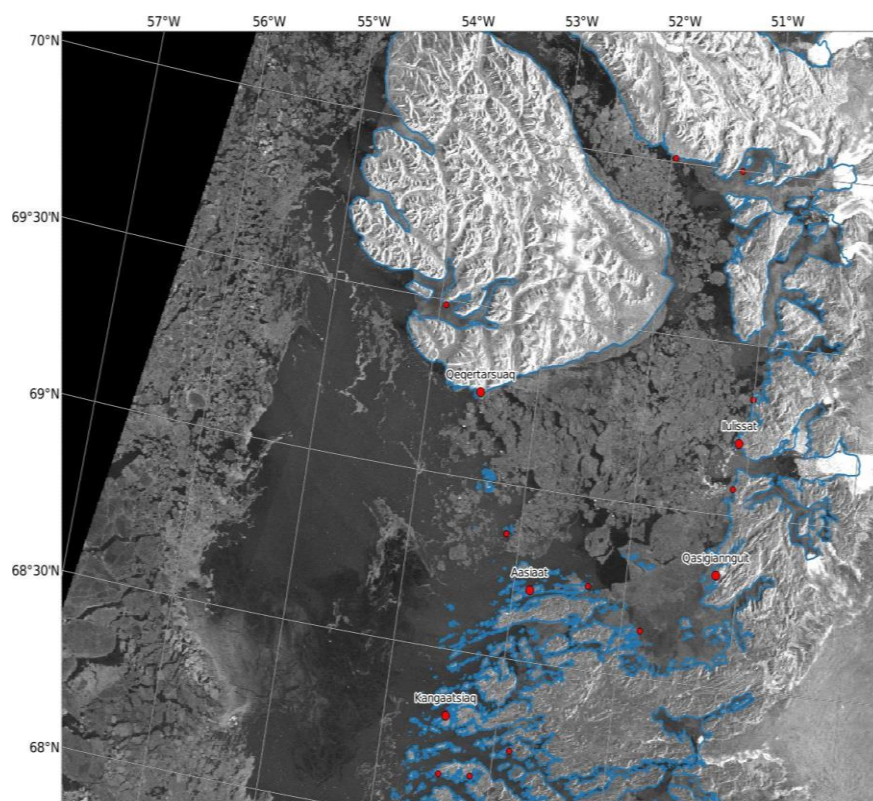 57°W 56°W 55°W 54°W 53°W 52°W 51°W
70°N
69°30'N
69°N
68°30'N
68°N
Qeqertarsuaq
Ilulissat
Qasigiannguit
Aasiaat
Kangaatsiaq